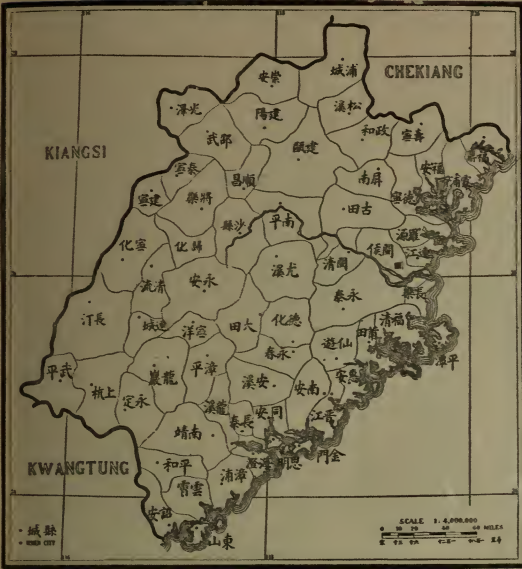 浦城
崇安
CHEKIANG
光澤
建陽
松溪
邵武
建甌
政和
壽寧
福鼎
KIANGSI
泰寧
順昌
屏南
福安
霞浦
建寧
將樂
古田
寧德
沙縣
南平
羅源
寧化
歸化
閩侯
連江
閩清
尤溪
永安
清流
長樂
永泰
長汀
連城
寧洋
大田
德化
福清
莆田
仙遊
平潭
永春
武平
上杭
永定
龍巖
漳平
安溪
南安
惠安
龍溪
長泰
同安
晉江
南靖
海澄
思明
金門
KWANGTUNG
平和
漳浦
雲霄
詔安
東山
縣城
HSIEN CITY
SCALE 1:4,000,000
MILES